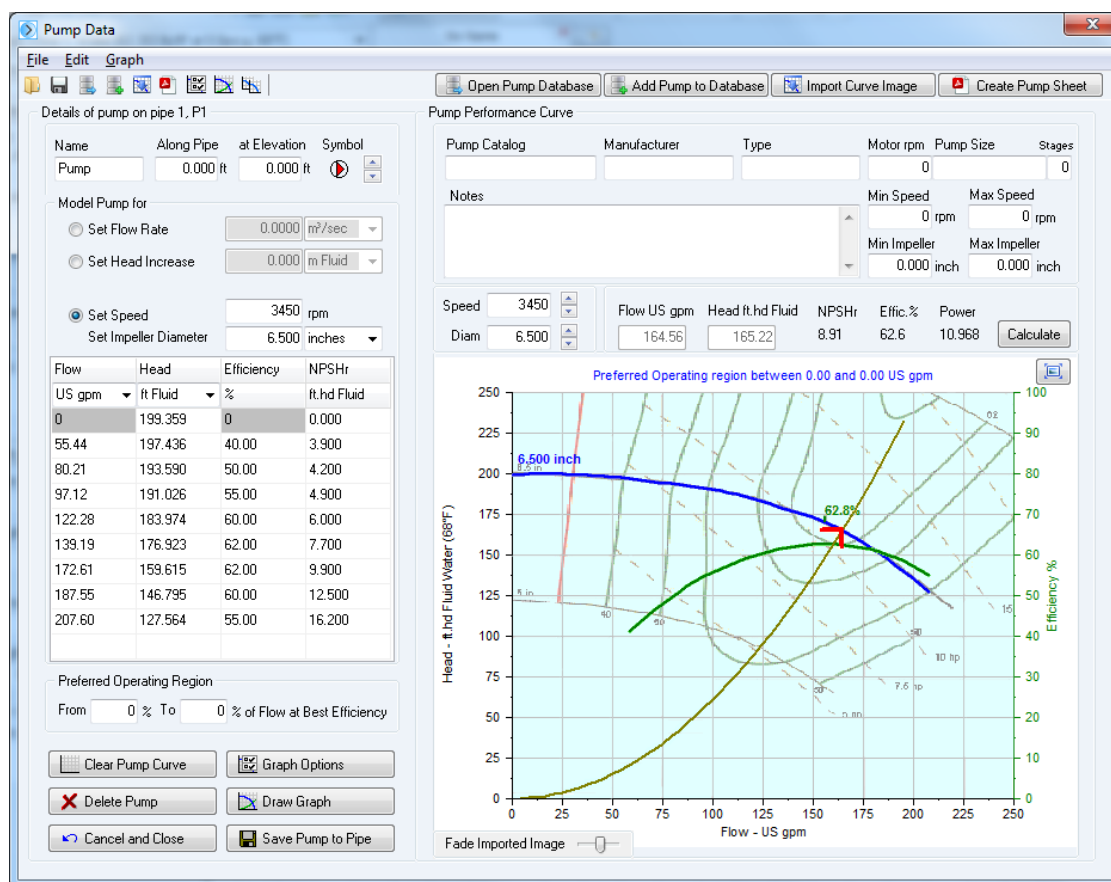 Pump Data
File Edit Graph
Open Pump Database Add Pump to Database Import Curve Image Create Pump Sheet
Details of pump on pipe 1, P1
Name Along Pipe at Elevation Symbol
Pump 0.000 ft 0.000 ft
Model Pump for
Set Flow Rate 0.0000 m³/sec
Set Head Increase 0.000 m Fluid
Set Speed 3450 rpm
Set Impeller Diameter 6.500 inches
Flow Head Efficiency NPSHr
US gpm ft Fluid % ft.hd Fluid
0 199.359 0 0.000
55.44 197.436 40.00 3.900
80.21 193.590 50.00 4.200
97.12 191.026 55.00 4.900
122.28 183.974 60.00 6.000
139.19 176.923 62.00 7.700
172.61 159.615 62.00 9.900
187.55 146.795 60.00 12.500
207.60 127.564 55.00 16.200
Preferred Operating Region
From 0 % To 0 % of Flow at Best Efficiency
Clear Pump Curve Graph Options
Delete Pump Draw Graph
Cancel and Close Save Pump to Pipe
Pump Performance Curve
Pump Catalog Manufacturer Type Motor rpm Pump Size Stages
0 0
Notes Min Speed Max Speed
0 rpm 0 rpm
Min Impeller Max Impeller
0.000 inch 0.000 inch
Speed 3450 Flow US gpm Head ft.hd Fluid NPSHr Effic.% Power
Diam 6.500 164.56 165.22 8.91 62.6 10.968 Calculate
Preferred Operating region between 0.00 and 0.00 US gpm
250 100
225 90
200 80
175 70
150 60
125 50
100 40
75 30
50 20
25 10
0 0
6.500 inch
62.8%
40
10 hp
7.5 hp
Head - ft.hd Fluid Water (68°F)
Efficiency %
0 25 50 75 100 125 150 175 200 225 250
Flow - US gpm
Fade Imported Image